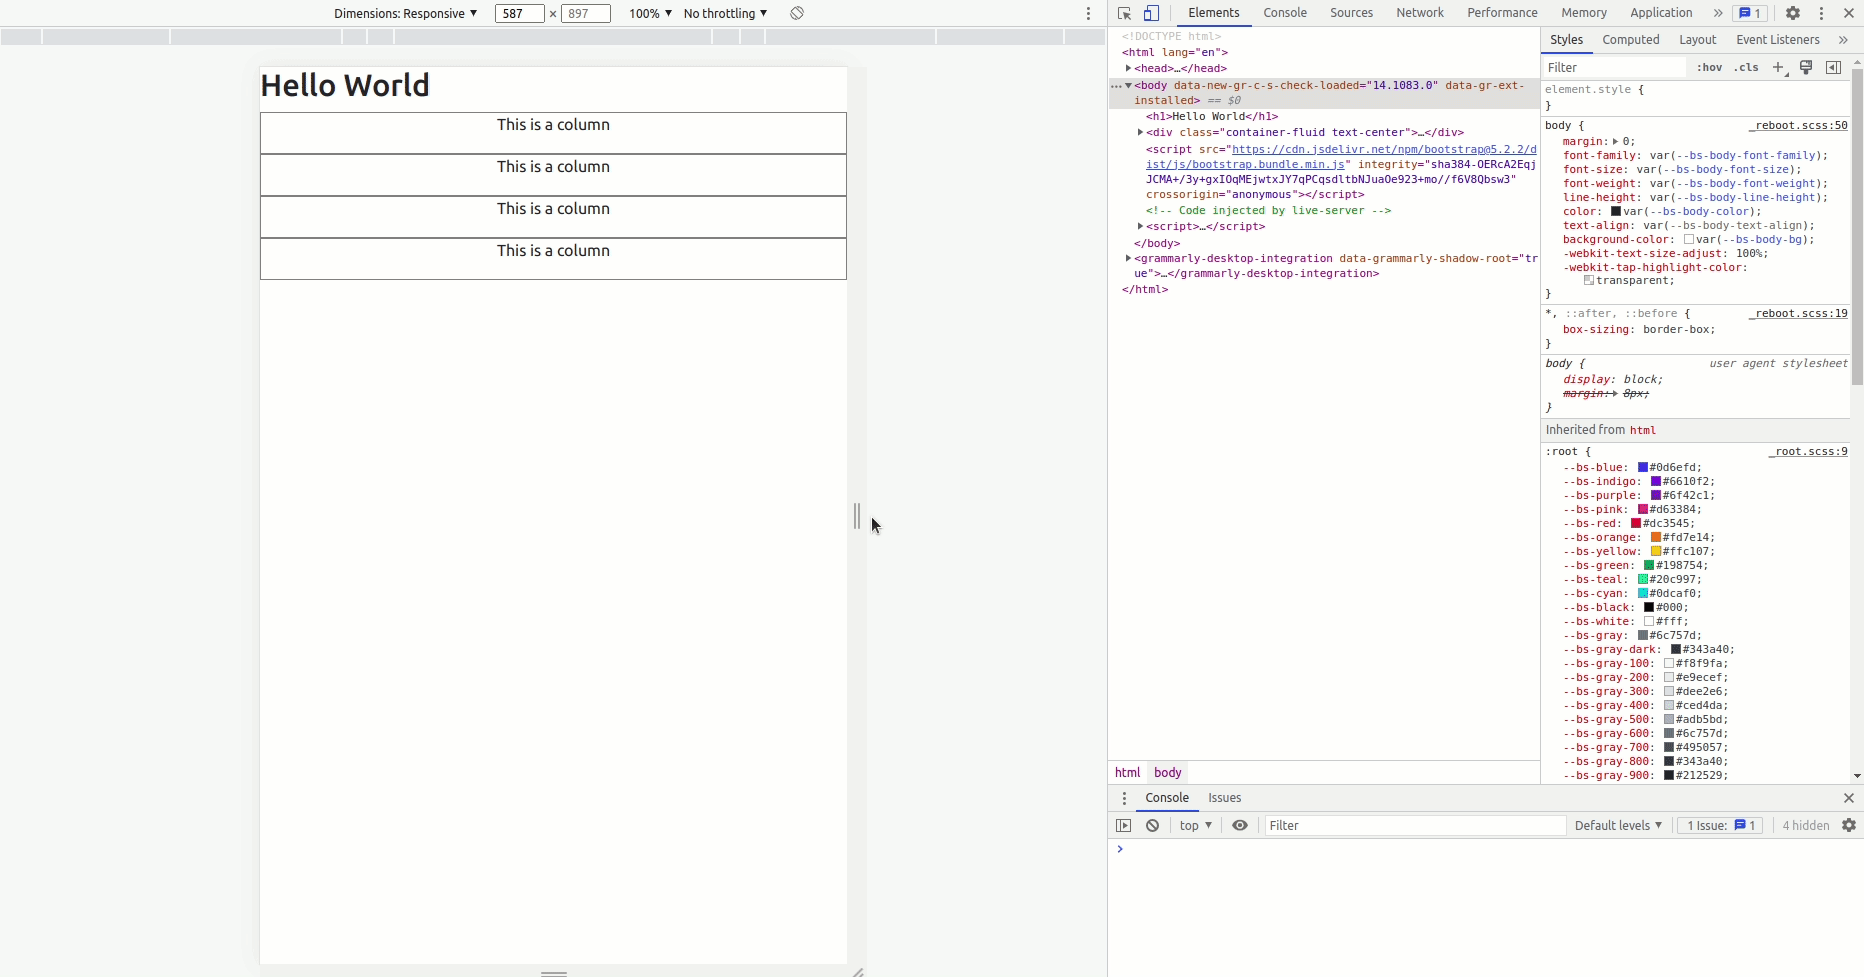 Dimensions: Responsive ▼ 587 × 897 100% ▼ No throttling ▼
Hello World
This is a column
This is a column
This is a column
This is a column
Elements Console Sources Network Performance Memory Application » 1
<!DOCTYPE html>
<html lang="en">
▶<head>…</head>
…▼<body data-new-gr-c-s-check-loaded="14.1083.0" data-gr-ext-
installed> == $0
<h1>Hello World</h1>
▶<div class="container-fluid text-center">…</div>
<script src="https://cdn.jsdelivr.net/npm/bootstrap@5.2.2/d
ist/js/bootstrap.bundle.min.js" integrity="sha384-OERcA2Eqj
JCMA+/3y+gxIOqMEjwtxJY7qPCqsdltbNJuaOe923+mo//f6V8Qbsw3"
crossorigin="anonymous"></script>
<!-- Code injected by live-server -->
▶<script>…</script>
</body>
▶<grammarly-desktop-integration data-grammarly-shadow-root="tr
ue">…</grammarly-desktop-integration>
</html>
html body
Styles Computed Layout Event Listeners »
Filter :hov .cls +
element.style {
}
body { _reboot.scss:50
margin:▶ 0;
font-family: var(--bs-body-font-family);
font-size: var(--bs-body-font-size);
font-weight: var(--bs-body-font-weight);
line-height: var(--bs-body-line-height);
color: var(--bs-body-color);
text-align: var(--bs-body-text-align);
background-color: var(--bs-body-bg);
-webkit-text-size-adjust: 100%;
-webkit-tap-highlight-color:
transparent;
}
*, ::after, ::before { _reboot.scss:19
box-sizing: border-box;
}
body { user agent stylesheet
display: block;
margin:▶ 8px;
}
Inherited from html
:root { _root.scss:9
--bs-blue: #0d6efd;
--bs-indigo: #6610f2;
--bs-purple: #6f42c1;
--bs-pink: #d63384;
--bs-red: #dc3545;
--bs-orange: #fd7e14;
--bs-yellow: #ffc107;
--bs-green: #198754;
--bs-teal: #20c997;
--bs-cyan: #0dcaf0;
--bs-black: #000;
--bs-white: #fff;
--bs-gray: #6c757d;
--bs-gray-dark: #343a40;
--bs-gray-100: #f8f9fa;
--bs-gray-200: #e9ecef;
--bs-gray-300: #dee2e6;
--bs-gray-400: #ced4da;
--bs-gray-500: #adb5bd;
--bs-gray-600: #6c757d;
--bs-gray-700: #495057;
--bs-gray-800: #343a40;
--bs-gray-900: #212529;
Console Issues
top ▼ Filter Default levels ▼ 1 Issue: 1 4 hidden
>